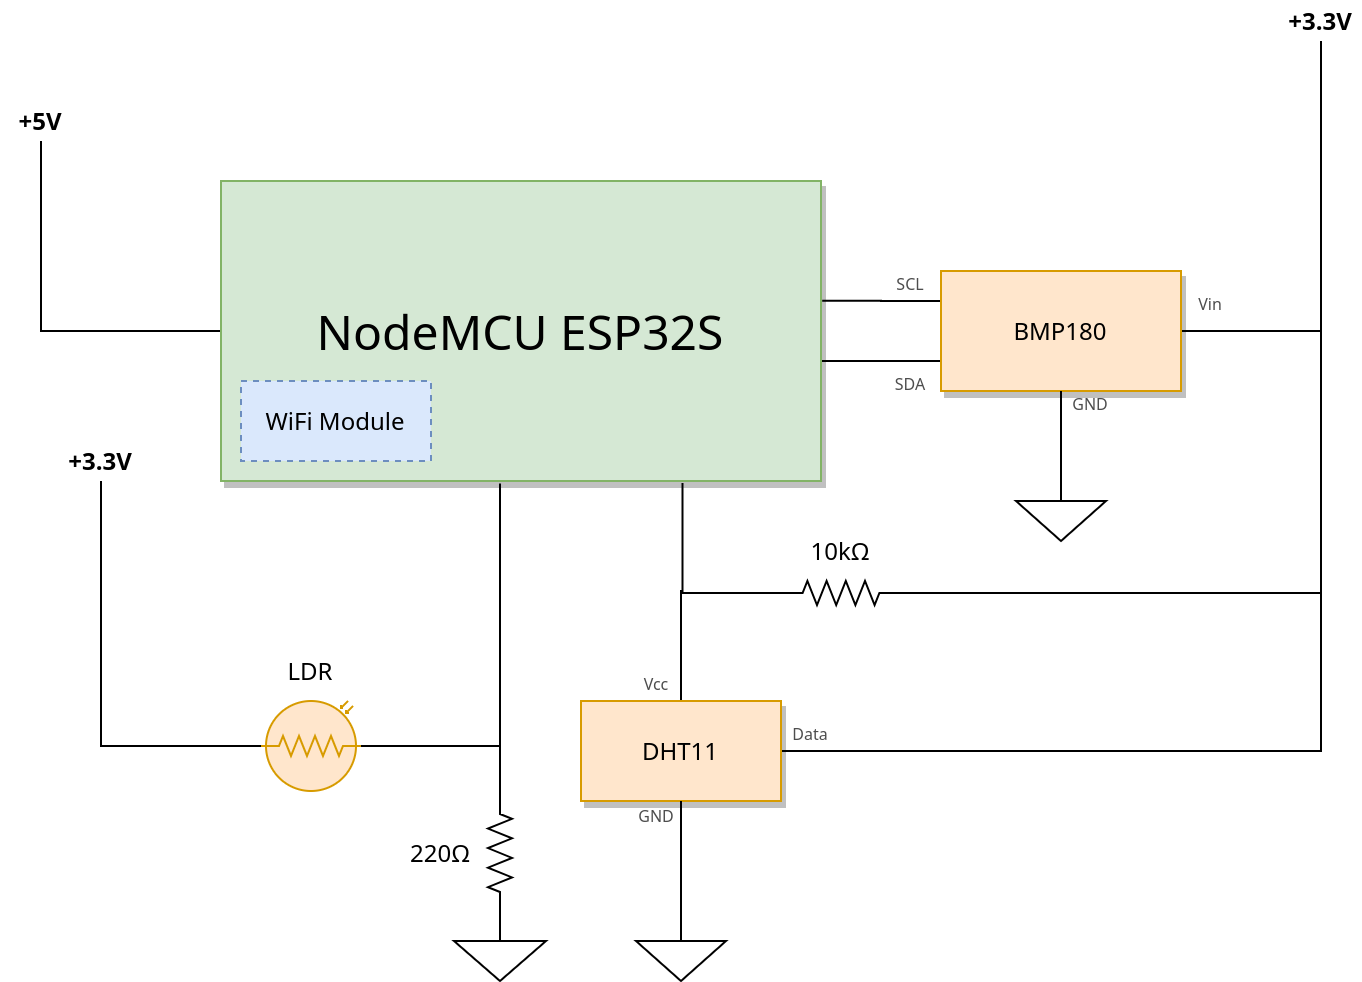 +3.3V
+5V
SCL
Vin
NodeMCU ESP32S
BMP180
SDA
GND
WiFi Module
+3.3V
10kΩ
LDR
Vcc
Data
DHT11
GND
220Ω